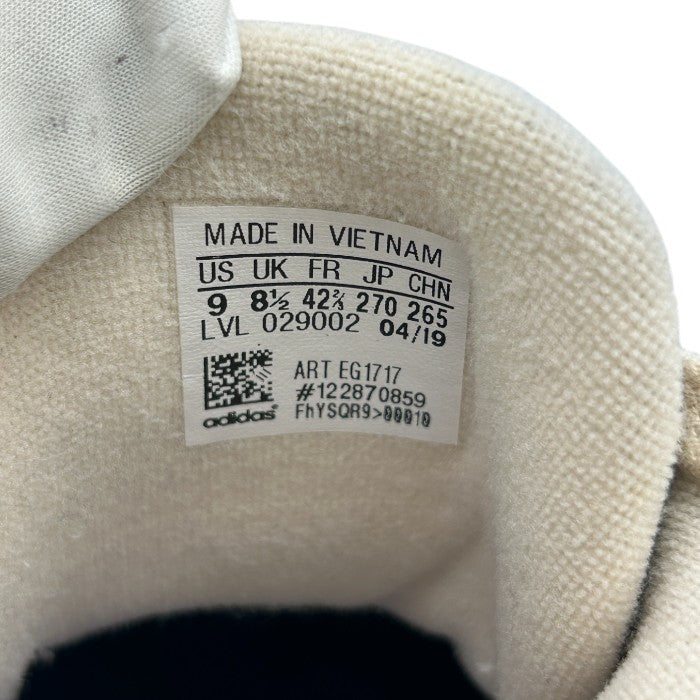 MADE IN VIETNAM
US UK FR JP CHN
9 8½ 42⅔ 270 265
LVL 029002 04/19
ART EG1717
#122870859
adidas® FhYSQR9>00010